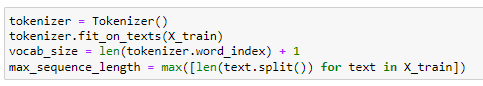 tokenizer = Tokenizer()
tokenizer.fit_on_texts(X_train)
vocab_size = len(tokenizer.word_index) + 1
max_sequence_length = max([len(text.split()) for text in X_train])